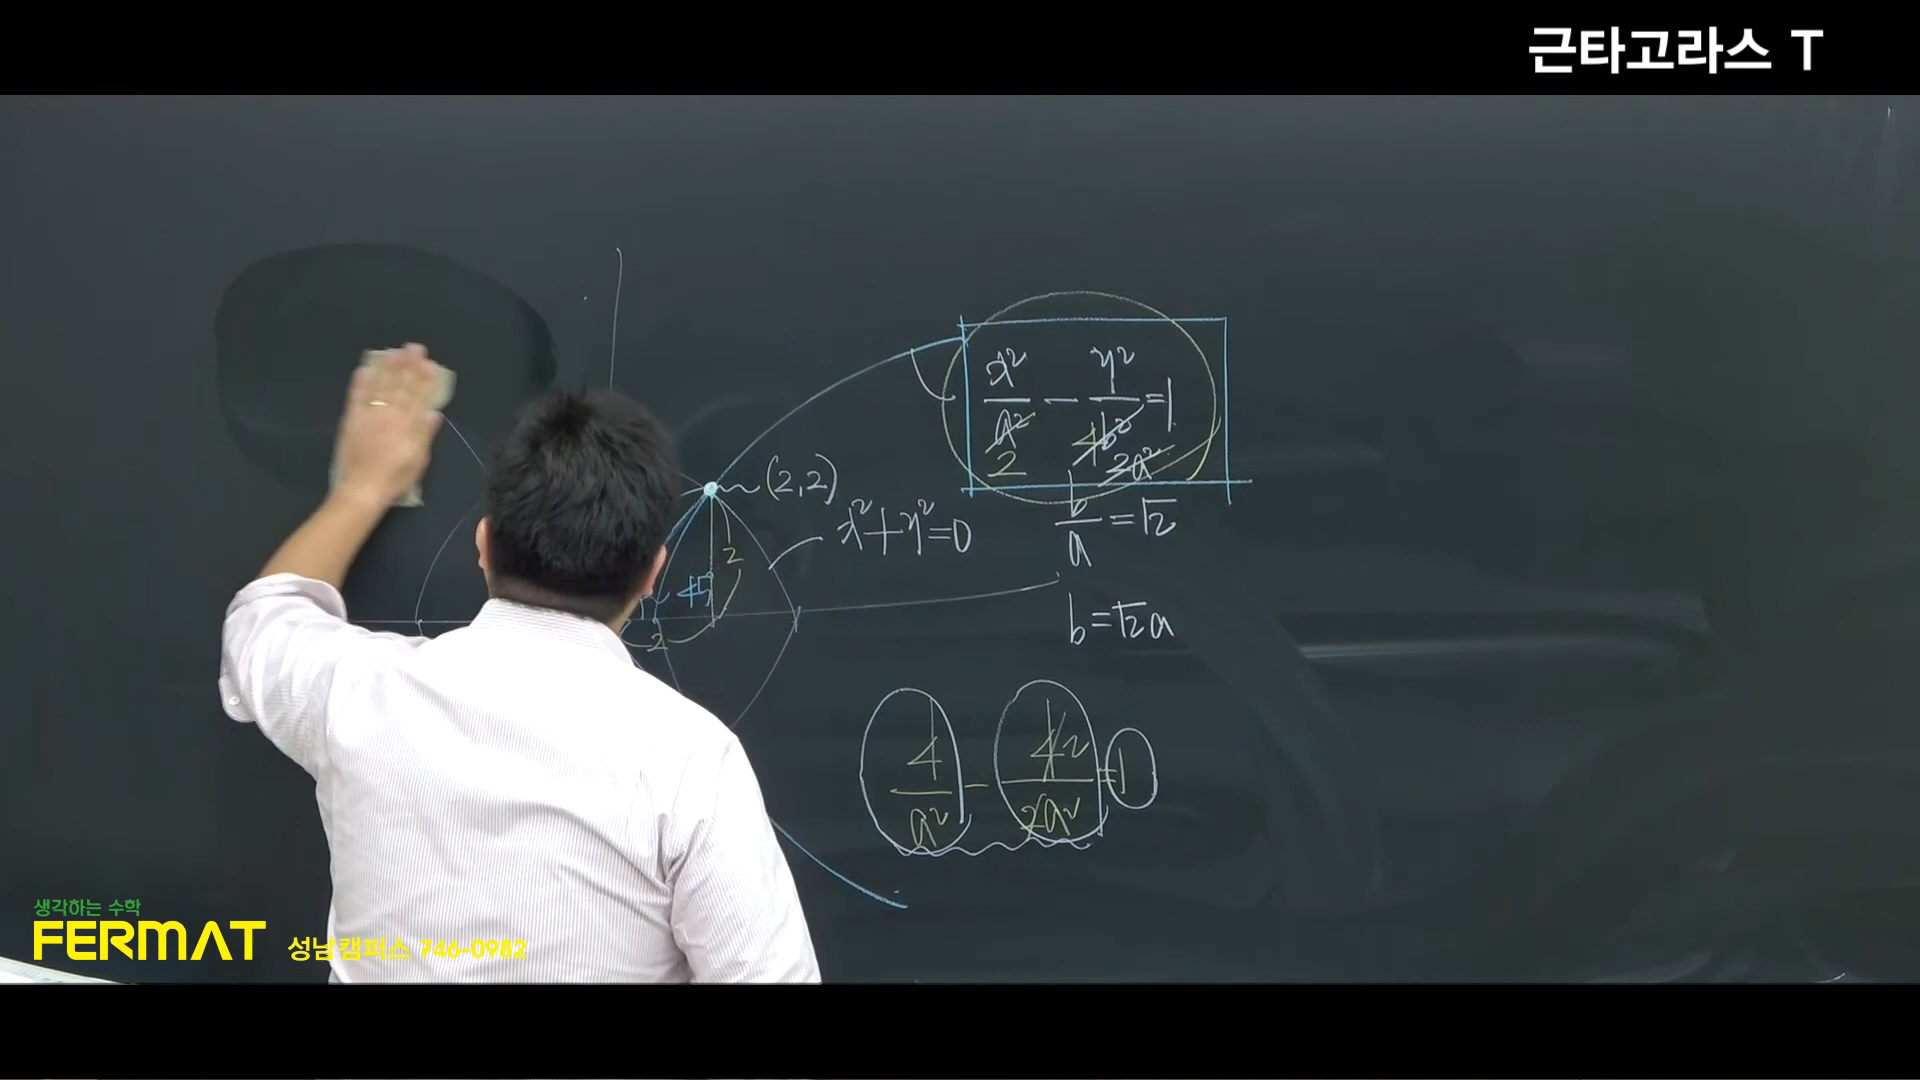 근타고라스 T
x²/a² - y²/b² = 1
2 4 2a²
(2,2)
x²+y²=0
b/a = √2
2
45
2
b=√2a
4/a² - 4/2a² = 1
2
생각하는 수학
FERMAT 성남캠퍼스 746-0982